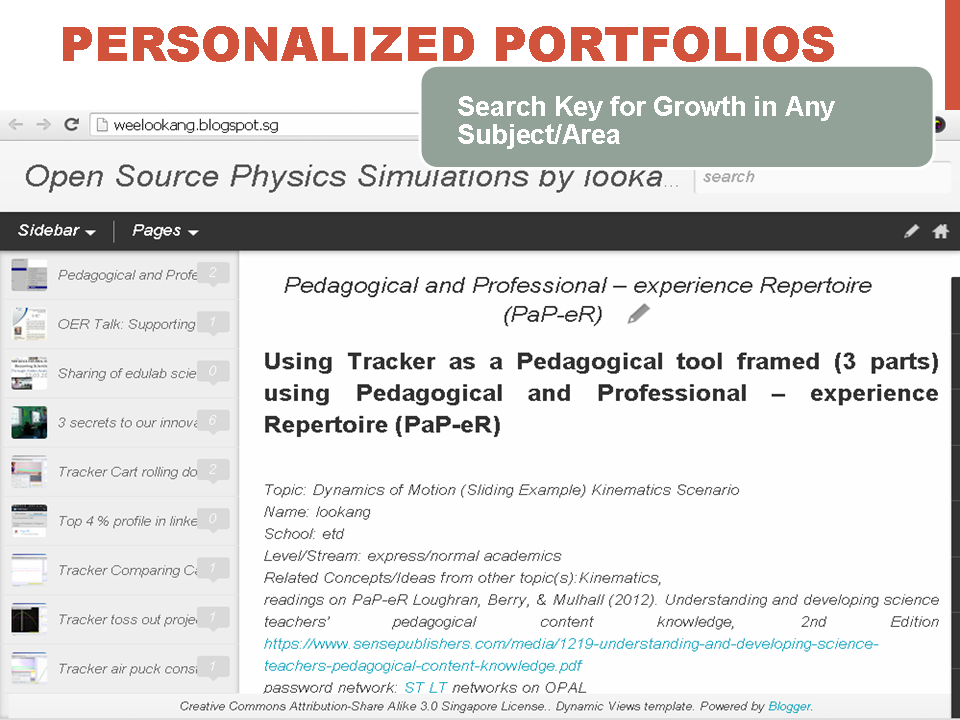 PERSONALIZED PORTFOLIOS
Search Key for Growth in Any
Subject/Area
weelookang.blogspot.sg
Open Source Physics Simulations by looka...
search
Sidebar
Pages
Pedagogical and Profe
2
OER Talk: Supporting
1
Sharing of edulab scie
0
3 secrets to our innova
6
Tracker Cart rolling do
2
Top 4 % profile in linke
0
Tracker Comparing Ca
1
Tracker toss out projec
1
Tracker air puck const
1
Pedagogical and Professional – experience Repertoire
(PaP-eR)
Using Tracker as a Pedagogical tool framed (3 parts)
using Pedagogical and Professional – experience
Repertoire (PaP-eR)
Topic: Dynamics of Motion (Sliding Example) Kinematics Scenario
Name: lookang
School: etd
Level/Stream: express/normal academics
Related Concepts/Ideas from other topic(s):Kinematics,
readings on PaP-eR Loughran, Berry, & Mulhall (2012). Understanding and developing science
teachers' pedagogical content knowledge, 2nd Edition
https://www.sensepublishers.com/media/1219-understanding-and-developing-science-
teachers-pedagogical-content-knowledge.pdf
password network: ST LT networks on OPAL
Creative Commons Attribution-Share Alike 3.0 Singapore License.. Dynamic Views template. Powered by Blogger.